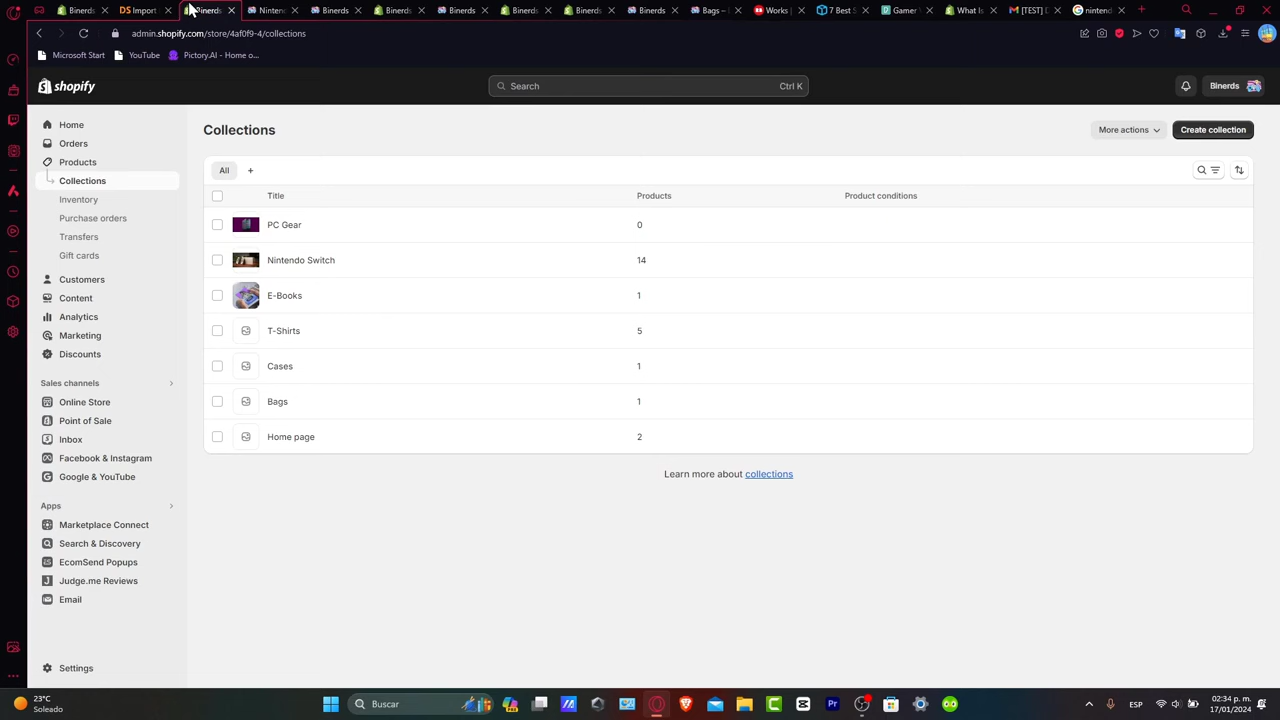 Import
Binerds
Ninten
Binerds
Binerds
Binerds
Binerds
Binerds
Binerds
Binerds
Bags –
Works
Best S
Create
What Is
[TEST] D
nintend
admin.shopify.com/store/4af0f9-4/collections
Microsoft Start
YouTube
Pictory.AI - Home o...
shopify
Search
Ctrl K
Binerds
Home
Orders
Products
Collections
Inventory
Purchase orders
Transfers
Gift cards
Customers
Content
Analytics
Marketing
Discounts
Sales channels
Online Store
Point of Sale
Inbox
Facebook & Instagram
Google & YouTube
Apps
Marketplace Connect
Search & Discovery
EcomSend Popups
Judge.me Reviews
Email
Settings
Collections
More actions
Create collection
All
+
Title Products Product conditions
PC Gear 0
Nintendo Switch 14
E-Books 1
T-Shirts 5
Cases 1
Bags 1
Home page 2
Learn more about collections
23°C
Soleado
Buscar
ESP
02:34 p. m.
17/01/2024